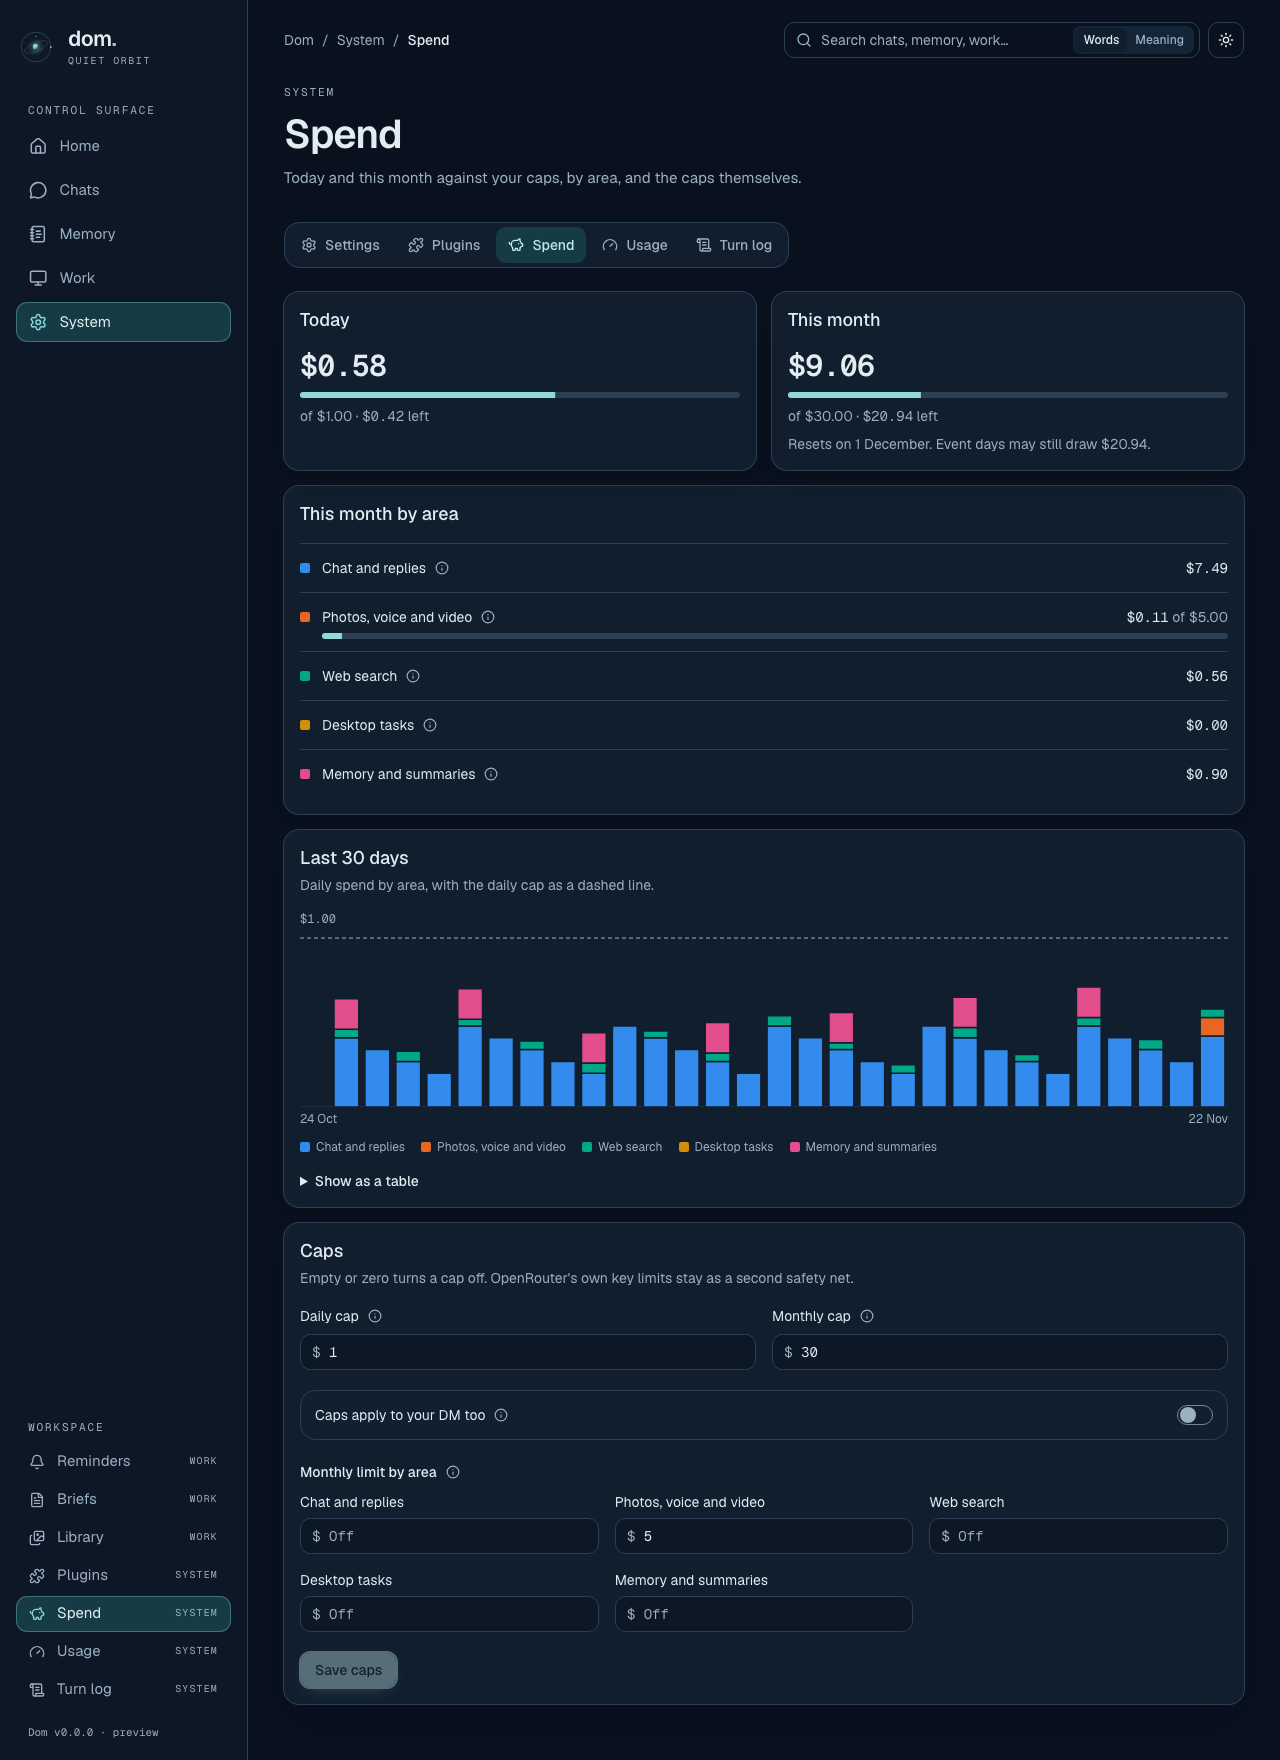 dom.
QUIET ORBIT
CONTROL SURFACE
Home
Chats
Memory
Work
System
WORKSPACE
Reminders WORK
Briefs WORK
Library WORK
Plugins SYSTEM
Spend SYSTEM
Usage SYSTEM
Turn log SYSTEM
Dom v0.0.0 · preview
Dom / System / Spend
Search chats, memory, work…
Words Meaning
SYSTEM
Spend
Today and this month against your caps, by area, and the caps themselves.
Settings Plugins Spend Usage Turn log
Today
$0.58
of $1.00 · $0.42 left
This month
$9.06
of $30.00 · $20.94 left
Resets on 1 December. Event days may still draw $20.94.
This month by area
Chat and replies $7.49
Photos, voice and video $0.11 of $5.00
Web search $0.56
Desktop tasks $0.00
Memory and summaries $0.90
Last 30 days
Daily spend by area, with the daily cap as a dashed line.
$1.00
24 Oct 22 Nov
Chat and replies Photos, voice and video Web search Desktop tasks Memory and summaries
Show as a table
Caps
Empty or zero turns a cap off. OpenRouter's own key limits stay as a second safety net.
Daily cap Monthly cap
$ 1 $ 30
Caps apply to your DM too
Monthly limit by area
Chat and replies Photos, voice and video Web search
$ Off $ 5 $ Off
Desktop tasks Memory and summaries
$ Off $ Off
Save caps